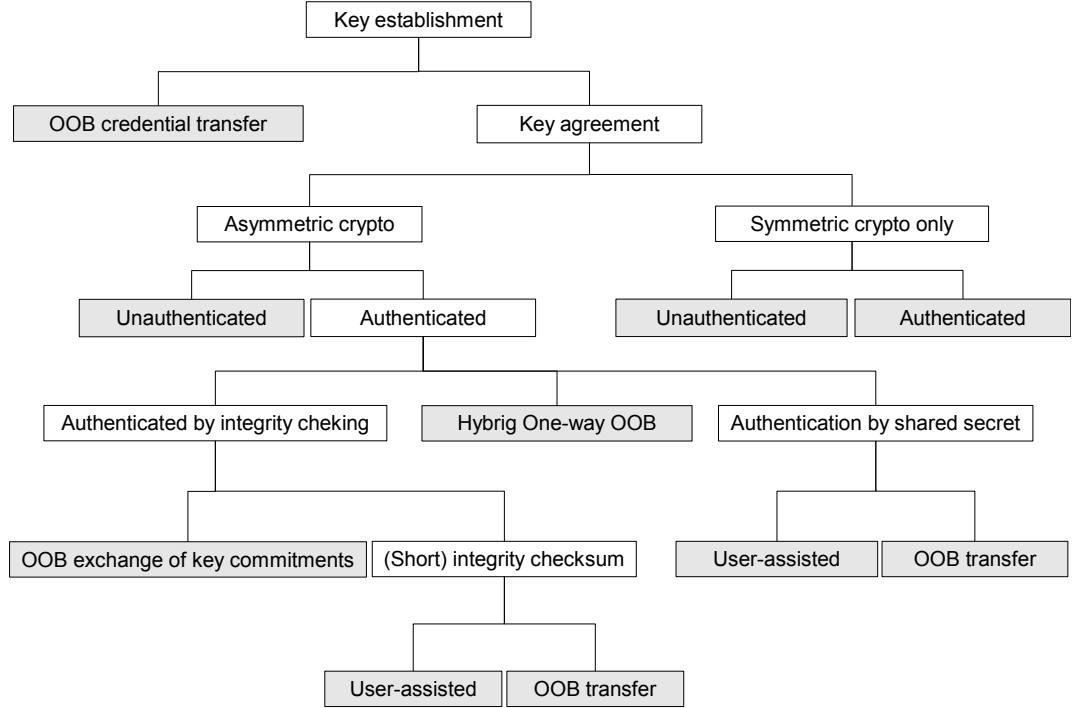 Key establishment
OOB credential transfer
Key agreement
Asymmetric crypto
Symmetric crypto only
Unauthenticated
Authenticated
Unauthenticated
Authenticated
Authenticated by integrity cheking
Hybrig One-way OOB
Authentication by shared secret
OOB exchange of key commitments
(Short) integrity checksum
User-assisted
OOB transfer
User-assisted
OOB transfer